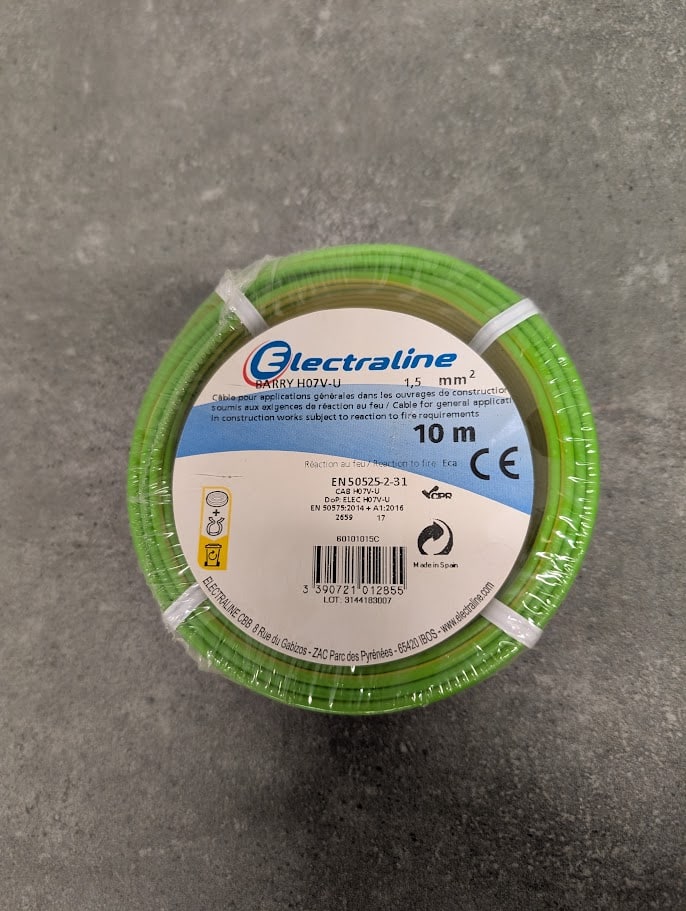 Electraline
BARRY H07V-U 1,5 mm²
Câble pour applications générales dans les ouvrages de construction
soumis aux exigences de réaction au feu / Cable for general applicati
in construction works subject to reaction to fire requirements
10 m
Réaction au feu / Reaction to fire Eca
CE
EN 50525-2-31
CAB H07V-U
DoP: ELEC H07V-U
EN 50575:2014 + A1:2016
2659 17
CPR
60101015C
3 390721 012855
LOT: 3144183007
Made in Spain
ELECTRALINE CBB 8 Rue du Gabizos - ZAC Parc des Pyrénées - 65420 IBOS - www.electraline.com